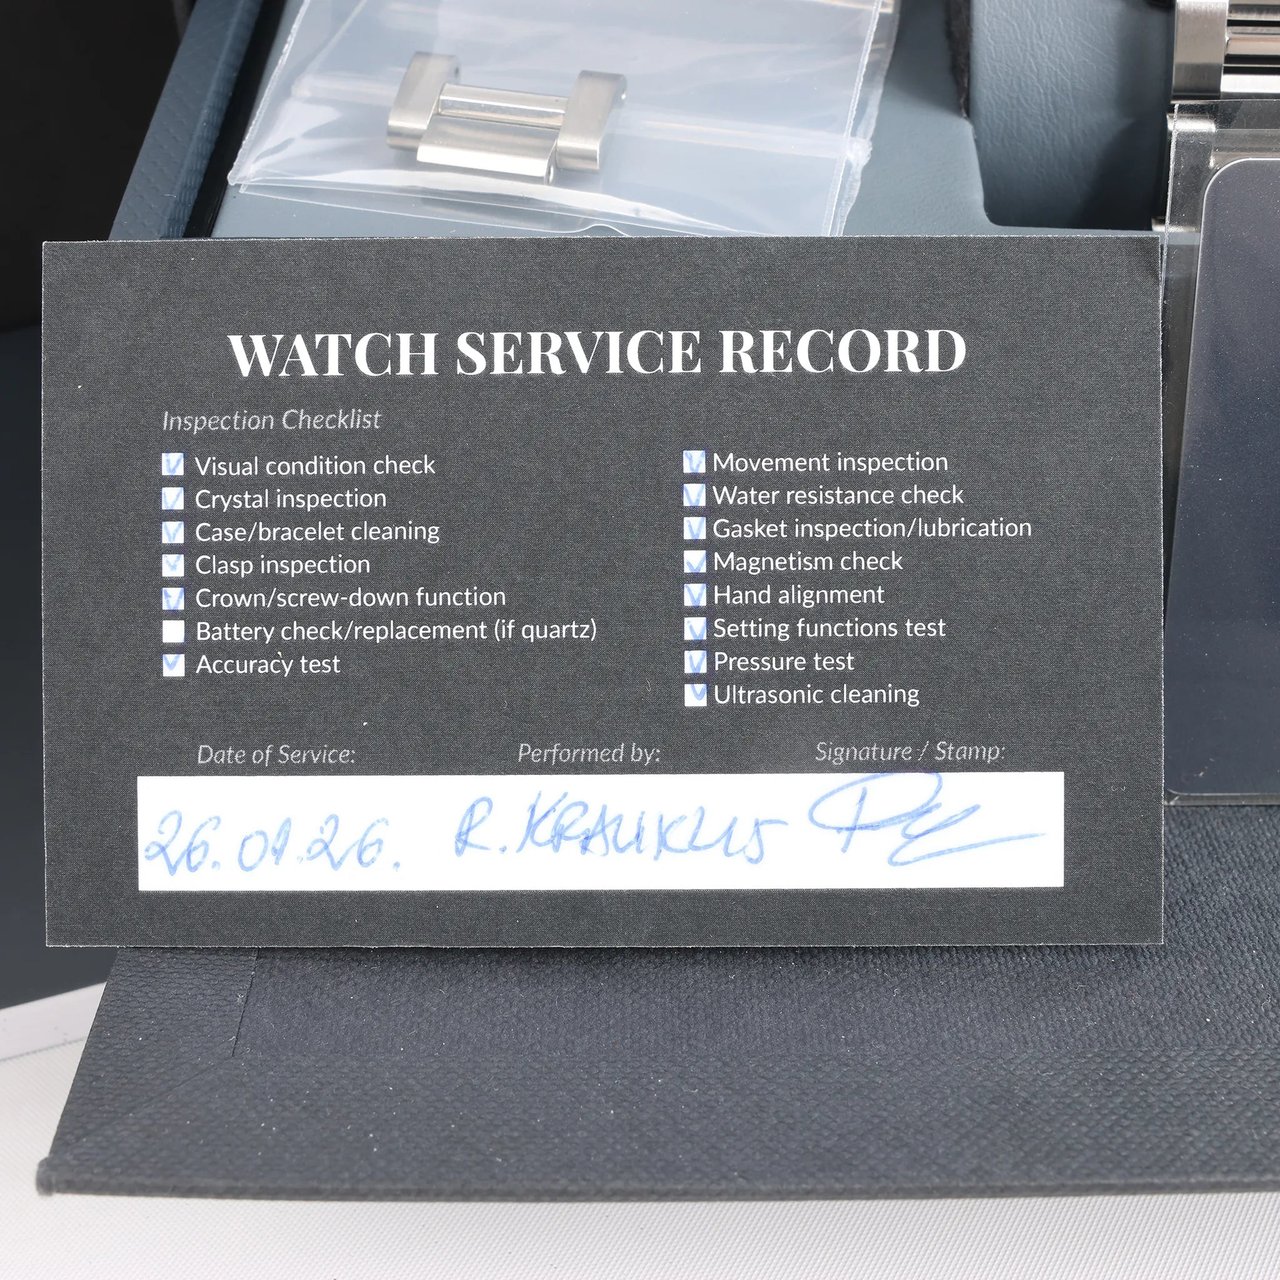 WATCH SERVICE RECORD
Inspection Checklist
Visual condition check
Crystal inspection
Case/bracelet cleaning
Clasp inspection
Crown/screw-down function
Battery check/replacement (if quartz)
Accuracy test
Movement inspection
Water resistance check
Gasket inspection/lubrication
Magnetism check
Hand alignment
Setting functions test
Pressure test
Ultrasonic cleaning
Date of Service: Performed by: Signature / Stamp:
26.01.26. R. KRAUKLIS